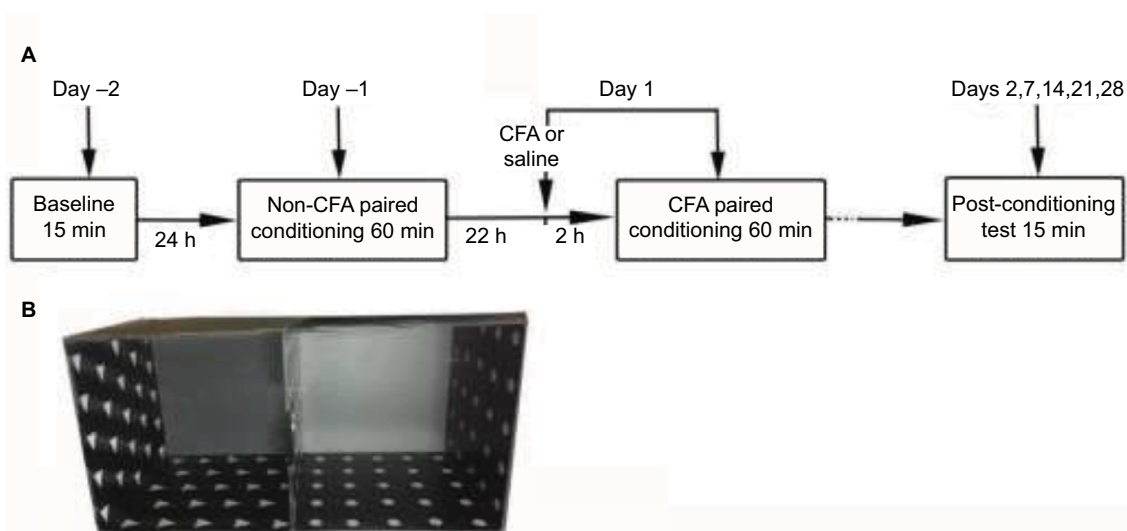 A
Day –2
Day –1
Day 1
Days 2,7,14,21,28
CFA or
saline
Baseline
15 min
24 h
Non-CFA paired
conditioning 60 min
22 h
2 h
CFA paired
conditioning 60 min
Post-conditioning
test 15 min
B